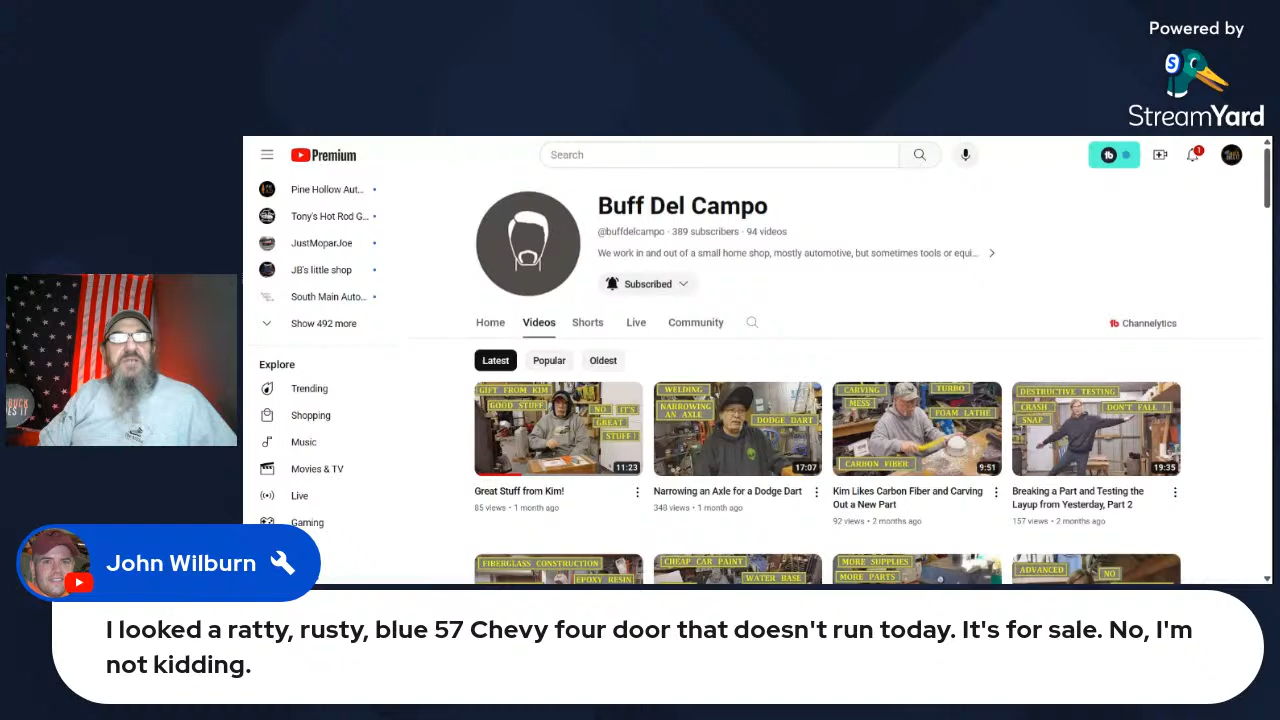 Powered by
S
StreamYard
Premium
Search
1
Pine Hollow Aut...
Tony's Hot Rod G...
JustMoparJoe
JB's little shop
South Main Auto...
Show 492 more
Explore
Trending
Shopping
Music
Movies & TV
Live
Gaming
Buff Del Campo
@buffdelcampo · 389 subscribers · 94 videos
We work in and out of a small home shop, mostly automotive, but sometimes tools or equi...
Subscribed
Home Videos Shorts Live Community
Channelytics
Latest Popular Oldest
GIFT FROM KIM
GOOD STUFF
NO IT'S
GREAT
STUFF !
11:23
Great Stuff from Kim!
85 views · 1 month ago
WELDING
NARROWING
AN AXLE
DODGE DART
17:07
Narrowing an Axle for a Dodge Dart
348 views · 1 month ago
CARVING
MESS
TURBO
FOAM LATHE
CARBON FIBER
9:51
Kim Likes Carbon Fiber and Carving
Out a New Part
92 views · 2 months ago
DESTRUCTIVE TESTING
CRASH
SNAP
DON'T FALL !
19:35
Breaking a Part and Testing the
Layup from Yesterday, Part 2
157 views · 2 months ago
FIBERGLASS CONSTRUCTION
EPOXY RESIN
CHEAP CAR PAINT
WATER BASE
MORE SUPPLIES
MORE PARTS
ADVANCED
NO
John Wilburn
I looked a ratty, rusty, blue 57 Chevy four door that doesn't run today. It's for sale. No, I'm
not kidding.